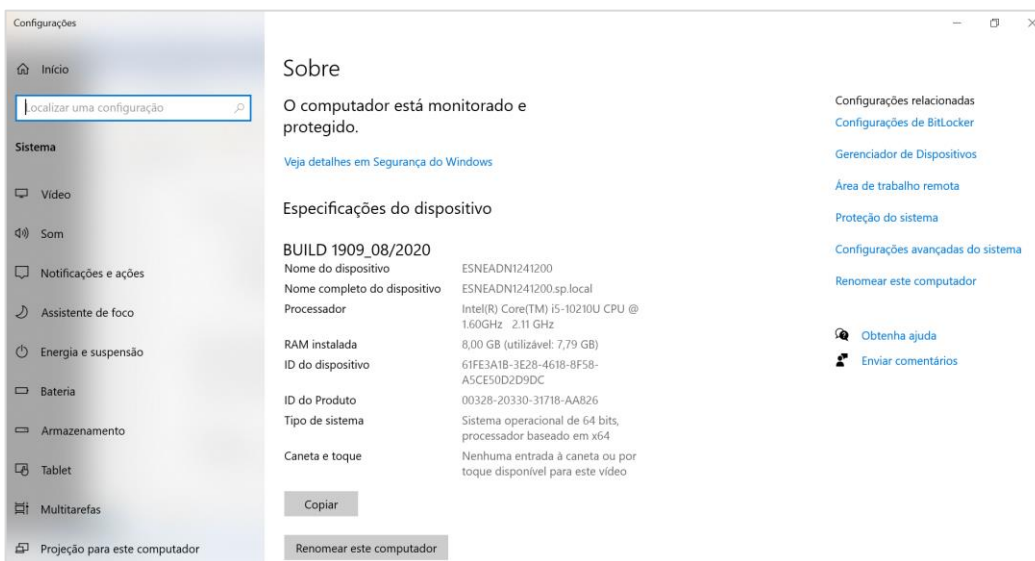 Configurações
Início
Localizar uma configuração
Sistema
Vídeo
Som
Notificações e ações
Assistente de foco
Energia e suspensão
Bateria
Armazenamento
Tablet
Multitarefas
Projeção para este computador
Sobre
O computador está monitorado e
protegido.
Veja detalhes em Segurança do Windows
Especificações do dispositivo
BUILD 1909_08/2020
Nome do dispositivo ESNEADN1241200
Nome completo do dispositivo ESNEADN1241200.sp.local
Processador Intel(R) Core(TM) i5-10210U CPU @
1.60GHz 2.11 GHz
RAM instalada 8,00 GB (utilizável: 7,79 GB)
ID do dispositivo 61FE3A1B-3E28-4618-8F58-
A5CE50D2D9DC
ID do Produto 00328-20330-31718-AA826
Tipo de sistema Sistema operacional de 64 bits,
processador baseado em x64
Caneta e toque Nenhuma entrada à caneta ou por
toque disponível para este vídeo
Copiar
Renomear este computador
Configurações relacionadas
Configurações de BitLocker
Gerenciador de Dispositivos
Área de trabalho remota
Proteção do sistema
Configurações avançadas do sistema
Renomear este computador
Obtenha ajuda
Enviar comentários